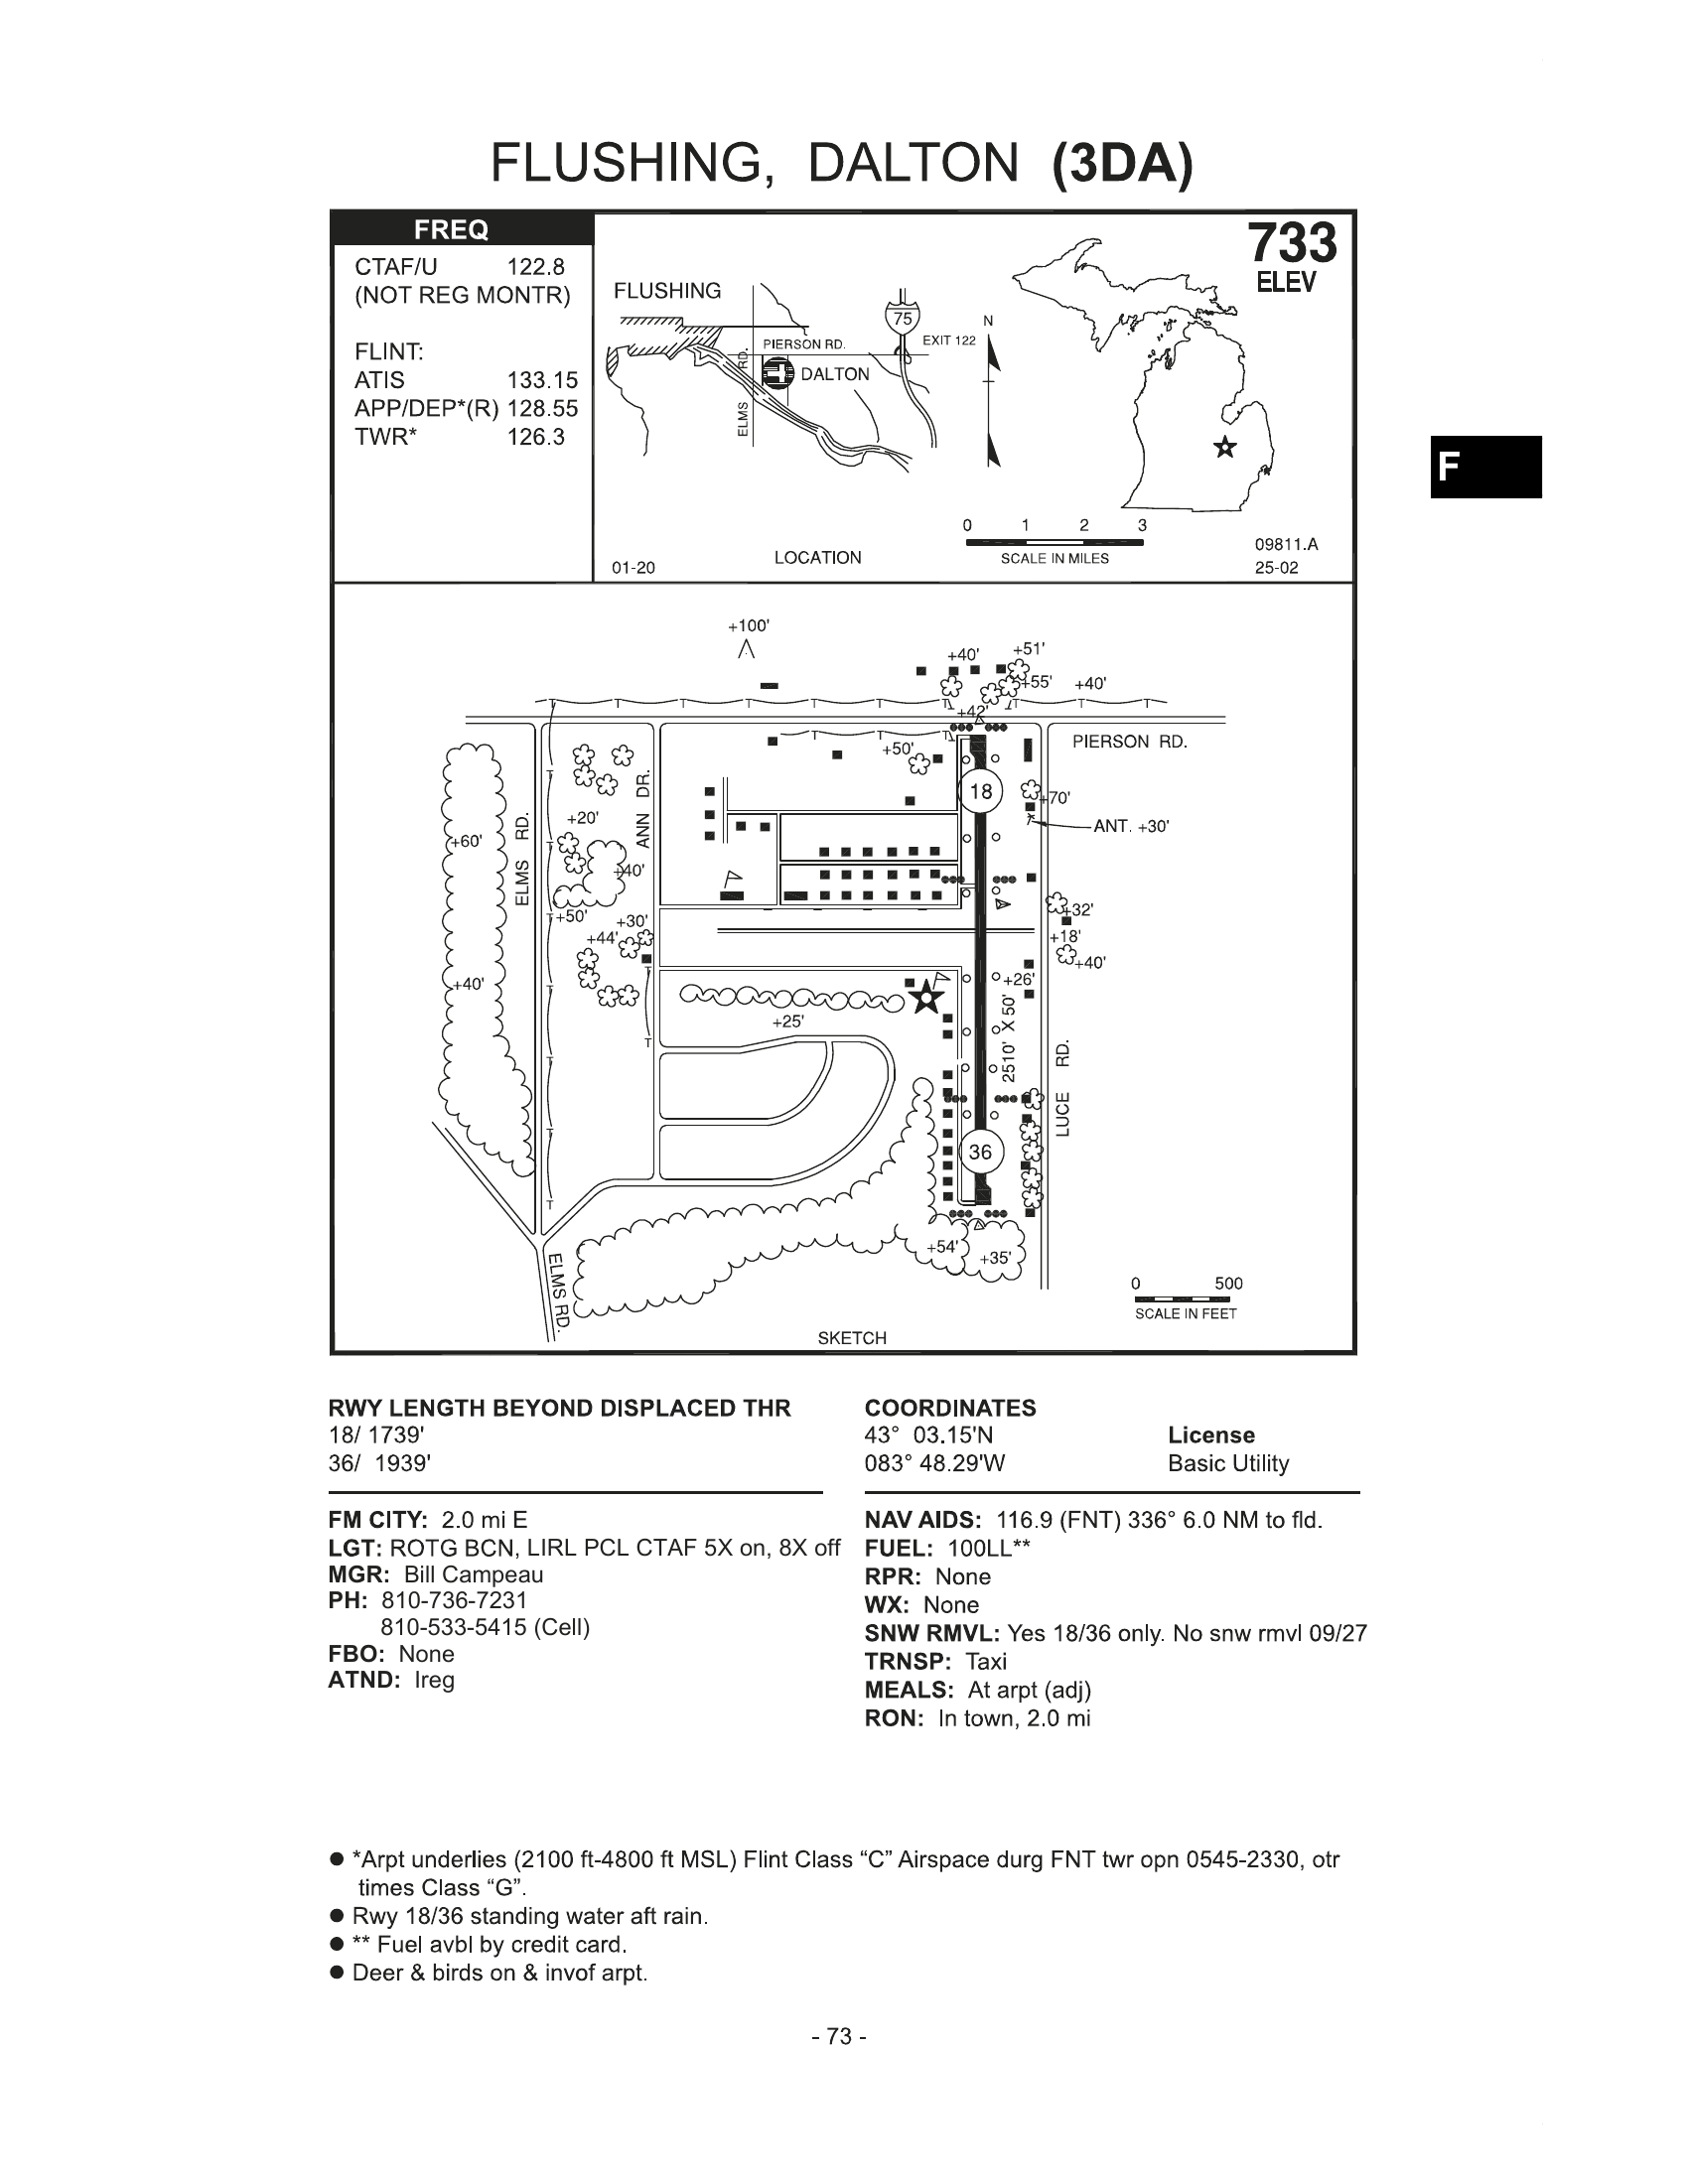 FLUSHING, DALTON (3DA)
FREQ
CTAF/U 122.8
(NOT REG MONTR)
FLINT:
ATIS 133.15
APP/DEP*(R) 128.55
TWR* 126.3
FLUSHING
PIERSON RD.
ELMS RD.
DALTON
75
EXIT 122
N
733
ELEV
0 1 2 3
SCALE IN MILES
LOCATION
01-20
09811.A
25-02
F
+100'
+40'
+51'
+55'
+40'
+42'
PIERSON RD.
+50'
18
+70'
ANT. +30'
ELMS RD.
ANN DR.
+20'
+60'
+40'
+50'
+30'
+44'
+32'
+18'
+40'
+40'
+26'
+25'
2510' X 50'
LUCE RD.
36
+54'
+35'
ELMS RD.
0 500
SCALE IN FEET
SKETCH
RWY LENGTH BEYOND DISPLACED THR
18/ 1739'
36/ 1939'
COORDINATES
43° 03.15'N
083° 48.29'W
License
Basic Utility
FM CITY: 2.0 mi E
LGT: ROTG BCN, LIRL PCL CTAF 5X on, 8X off
MGR: Bill Campeau
PH: 810-736-7231
810-533-5415 (Cell)
FBO: None
ATND: Ireg
NAV AIDS: 116.9 (FNT) 336° 6.0 NM to fld.
FUEL: 100LL**
RPR: None
WX: None
SNW RMVL: Yes 18/36 only. No snw rmvl 09/27
TRNSP: Taxi
MEALS: At arpt (adj)
RON: In town, 2.0 mi
● *Arpt underlies (2100 ft-4800 ft MSL) Flint Class “C” Airspace durg FNT twr opn 0545-2330, otr
times Class “G”.
● Rwy 18/36 standing water aft rain.
● ** Fuel avbl by credit card.
● Deer & birds on & invof arpt.
- 73 -